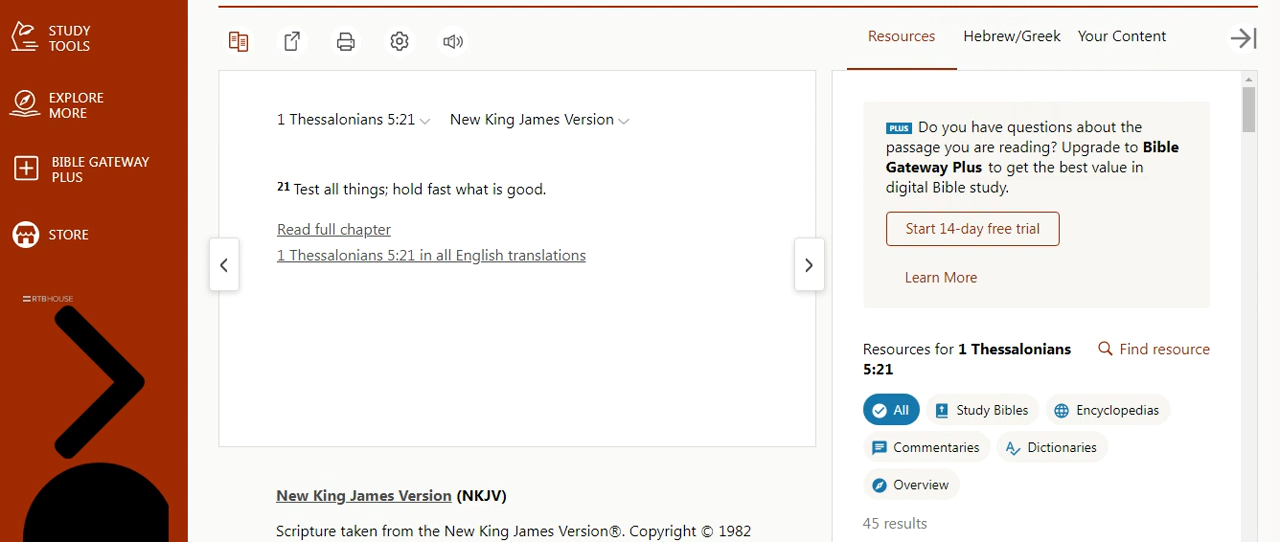 STUDY
TOOLS
EXPLORE
MORE
BIBLE GATEWAY
PLUS
STORE
RTBHOUSE
1 Thessalonians 5:21
New King James Version
21 Test all things; hold fast what is good.
Read full chapter
1 Thessalonians 5:21 in all English translations
New King James Version (NKJV)
Scripture taken from the New King James Version®. Copyright © 1982
Resources
Hebrew/Greek
Your Content
PLUS Do you have questions about the
passage you are reading? Upgrade to Bible
Gateway Plus to get the best value in
digital Bible study.
Start 14-day free trial
Learn More
Resources for 1 Thessalonians
5:21
Find resource
All
Study Bibles
Encyclopedias
Commentaries
Dictionaries
Overview
45 results